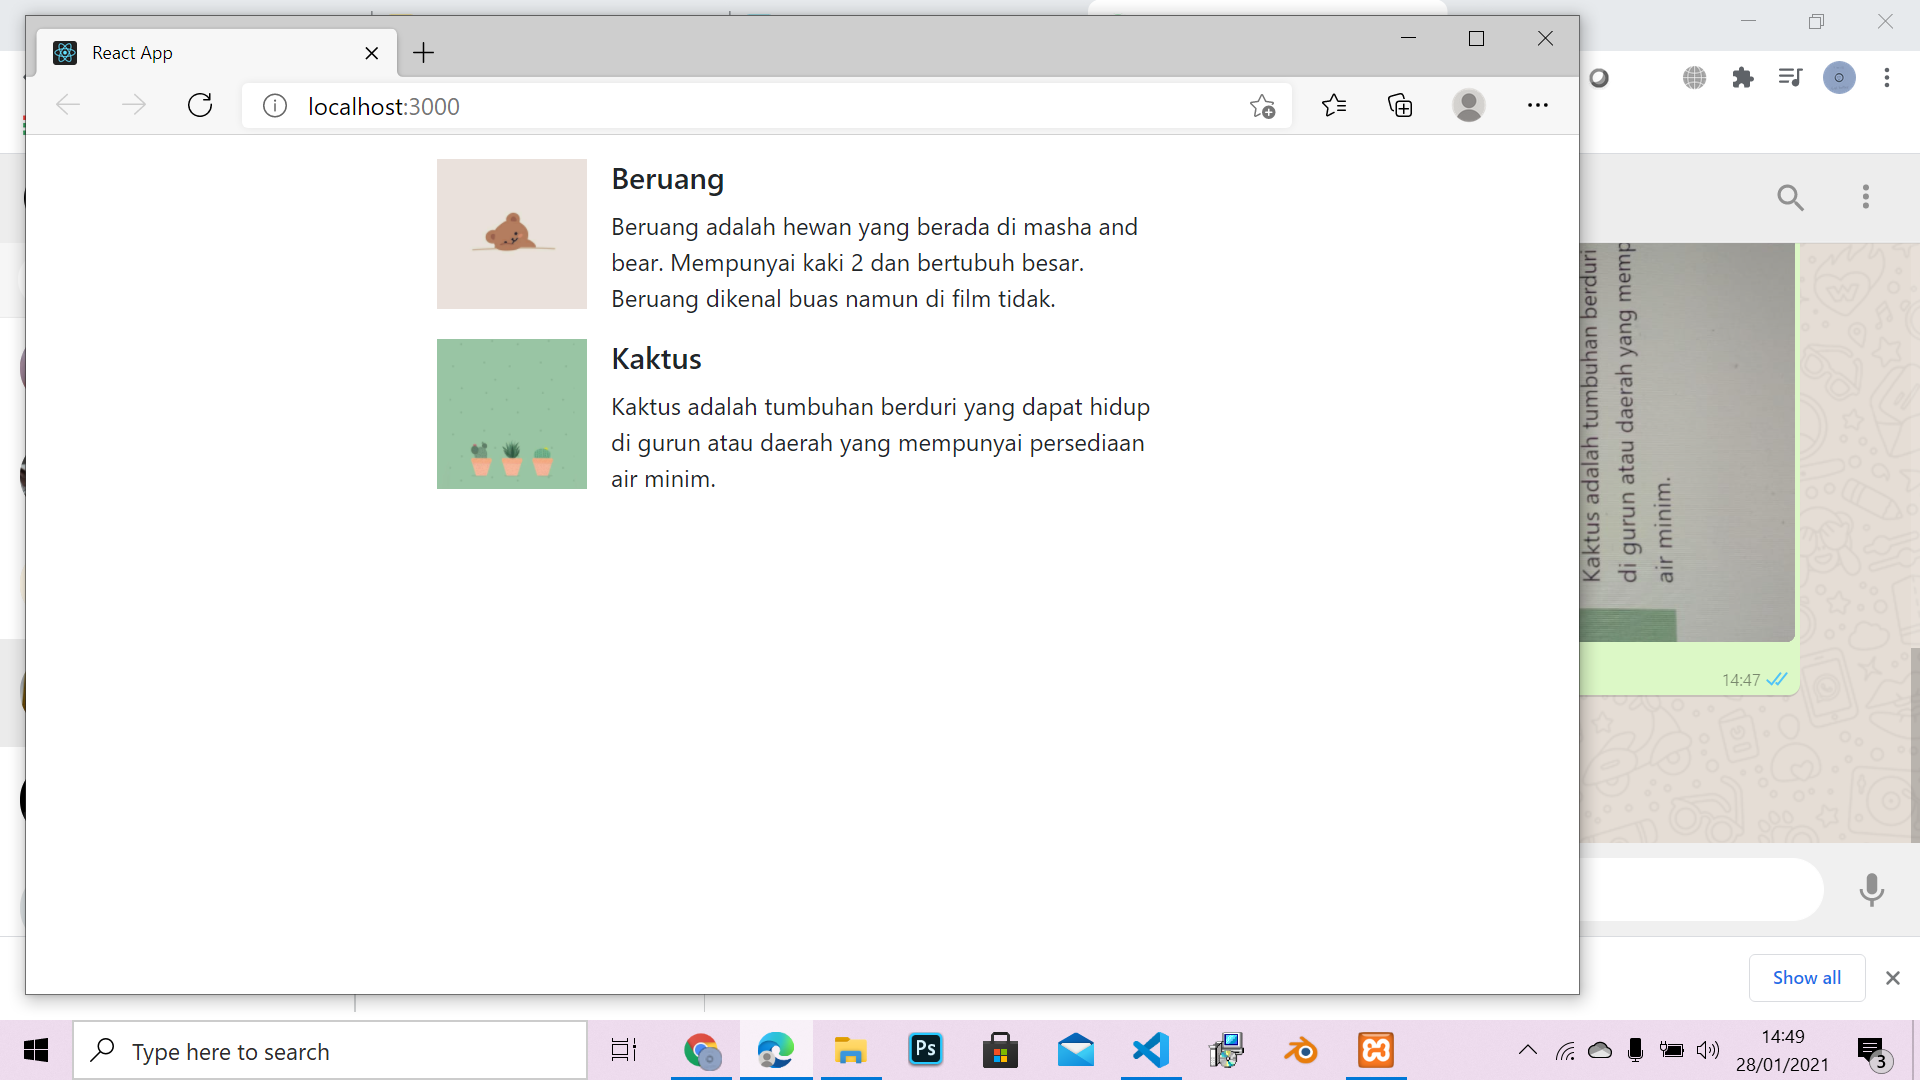 React App
localhost:3000
Beruang
Beruang adalah hewan yang berada di masha and
bear. Mempunyai kaki 2 dan bertubuh besar.
Beruang dikenal buas namun di film tidak.
Kaktus
Kaktus adalah tumbuhan berduri yang dapat hidup
di gurun atau daerah yang mempunyai persediaan
air minim.
Kaktus adalah tumbuhan berduri
di gurun atau daerah yang memp
air minim.
14:47
Show all
Type here to search
Ps
14:49
28/01/2021
3